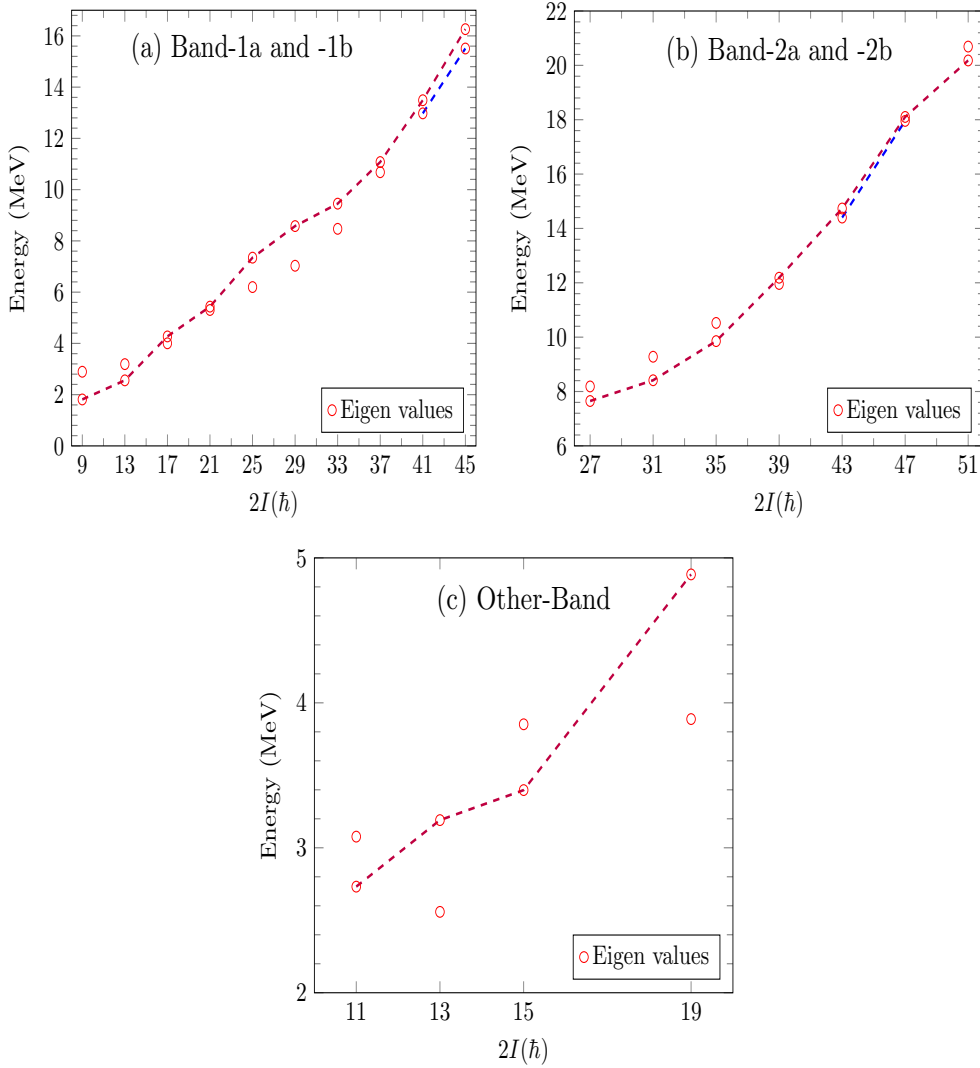 (a) Band-1a and -1b
Energy (MeV)
16
14
12
10
8
6
4
2
0
9 13 17 21 25 29 33 37 41 45
2I(ħ)
Eigen values
(b) Band-2a and -2b
Energy (MeV)
22
20
18
16
14
12
10
8
6
27 31 35 39 43 47 51
2I(ħ)
Eigen values
(c) Other-Band
Energy (MeV)
5
4
3
2
11 13 15 19
2I(ħ)
Eigen values